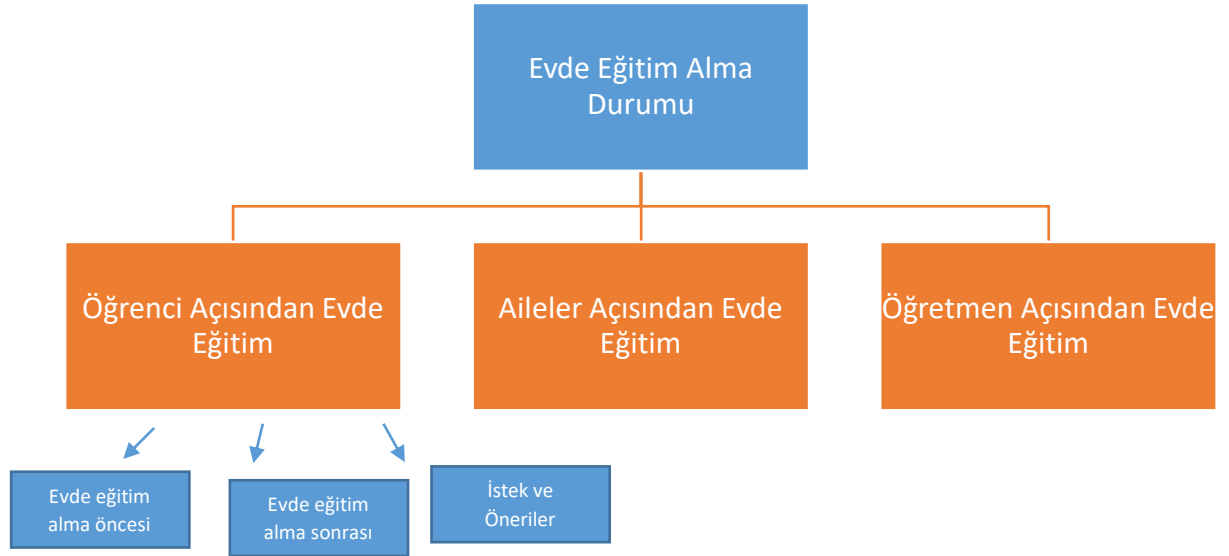 Evde Eğitim Alma
Durumu
Öğrenci Açısından Evde
Eğitim
Aileler Açısından Evde
Eğitim
Öğretmen Açısından Evde
Eğitim
Evde eğitim
alma öncesi
Evde eğitim
alma sonrası
İstek ve
Öneriler